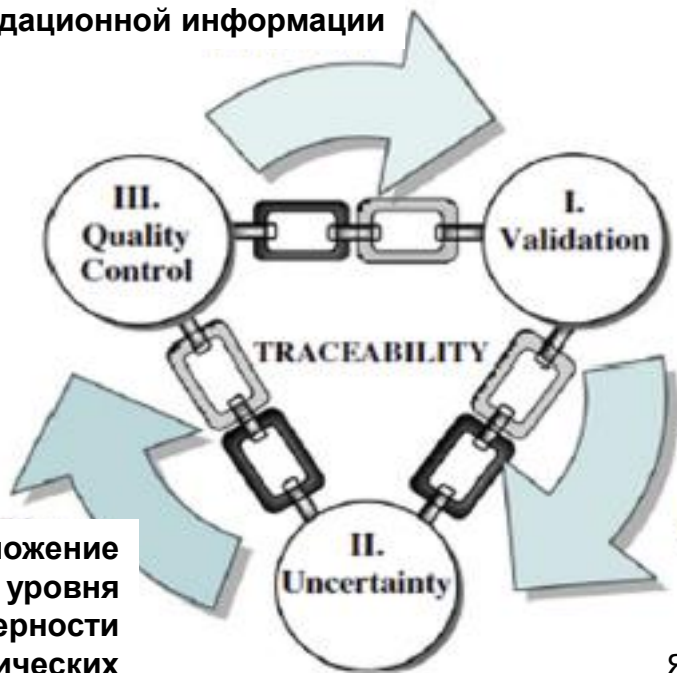 дационной информации
III.
Quality
Control
I.
Validation
TRACEABILITY
II.
Uncertainty
ложение
уровня
ерности
ических